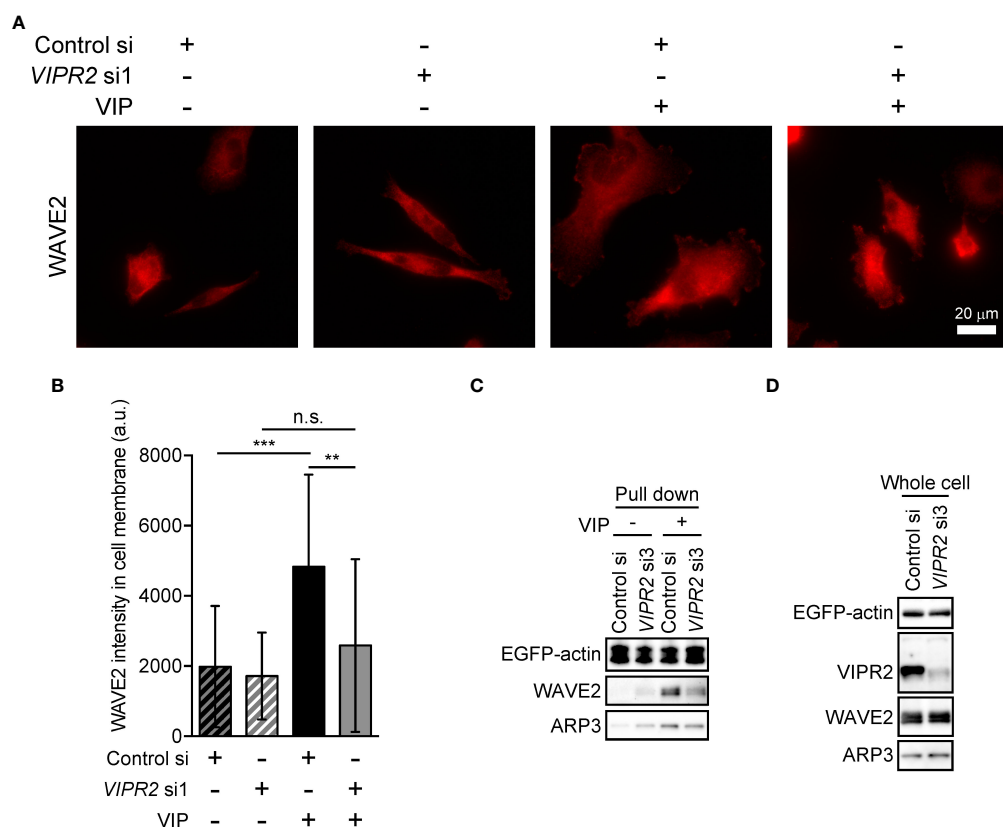 A
Control si + - + -
VIPR2 si1 - + - +
VIP - - + +
WAVE2
20 μm
B
n.s.
***
**
WAVE2 intensity in cell membrane (a.u.)
8000
6000
4000
2000
0
Control si + - + -
VIPR2 si1 - + - +
VIP - - + +
C
Pull down
VIP - +
Control si
VIPR2 si3
Control si
VIPR2 si3
EGFP-actin
WAVE2
ARP3
D
Whole cell
Control si
VIPR2 si3
EGFP-actin
VIPR2
WAVE2
ARP3